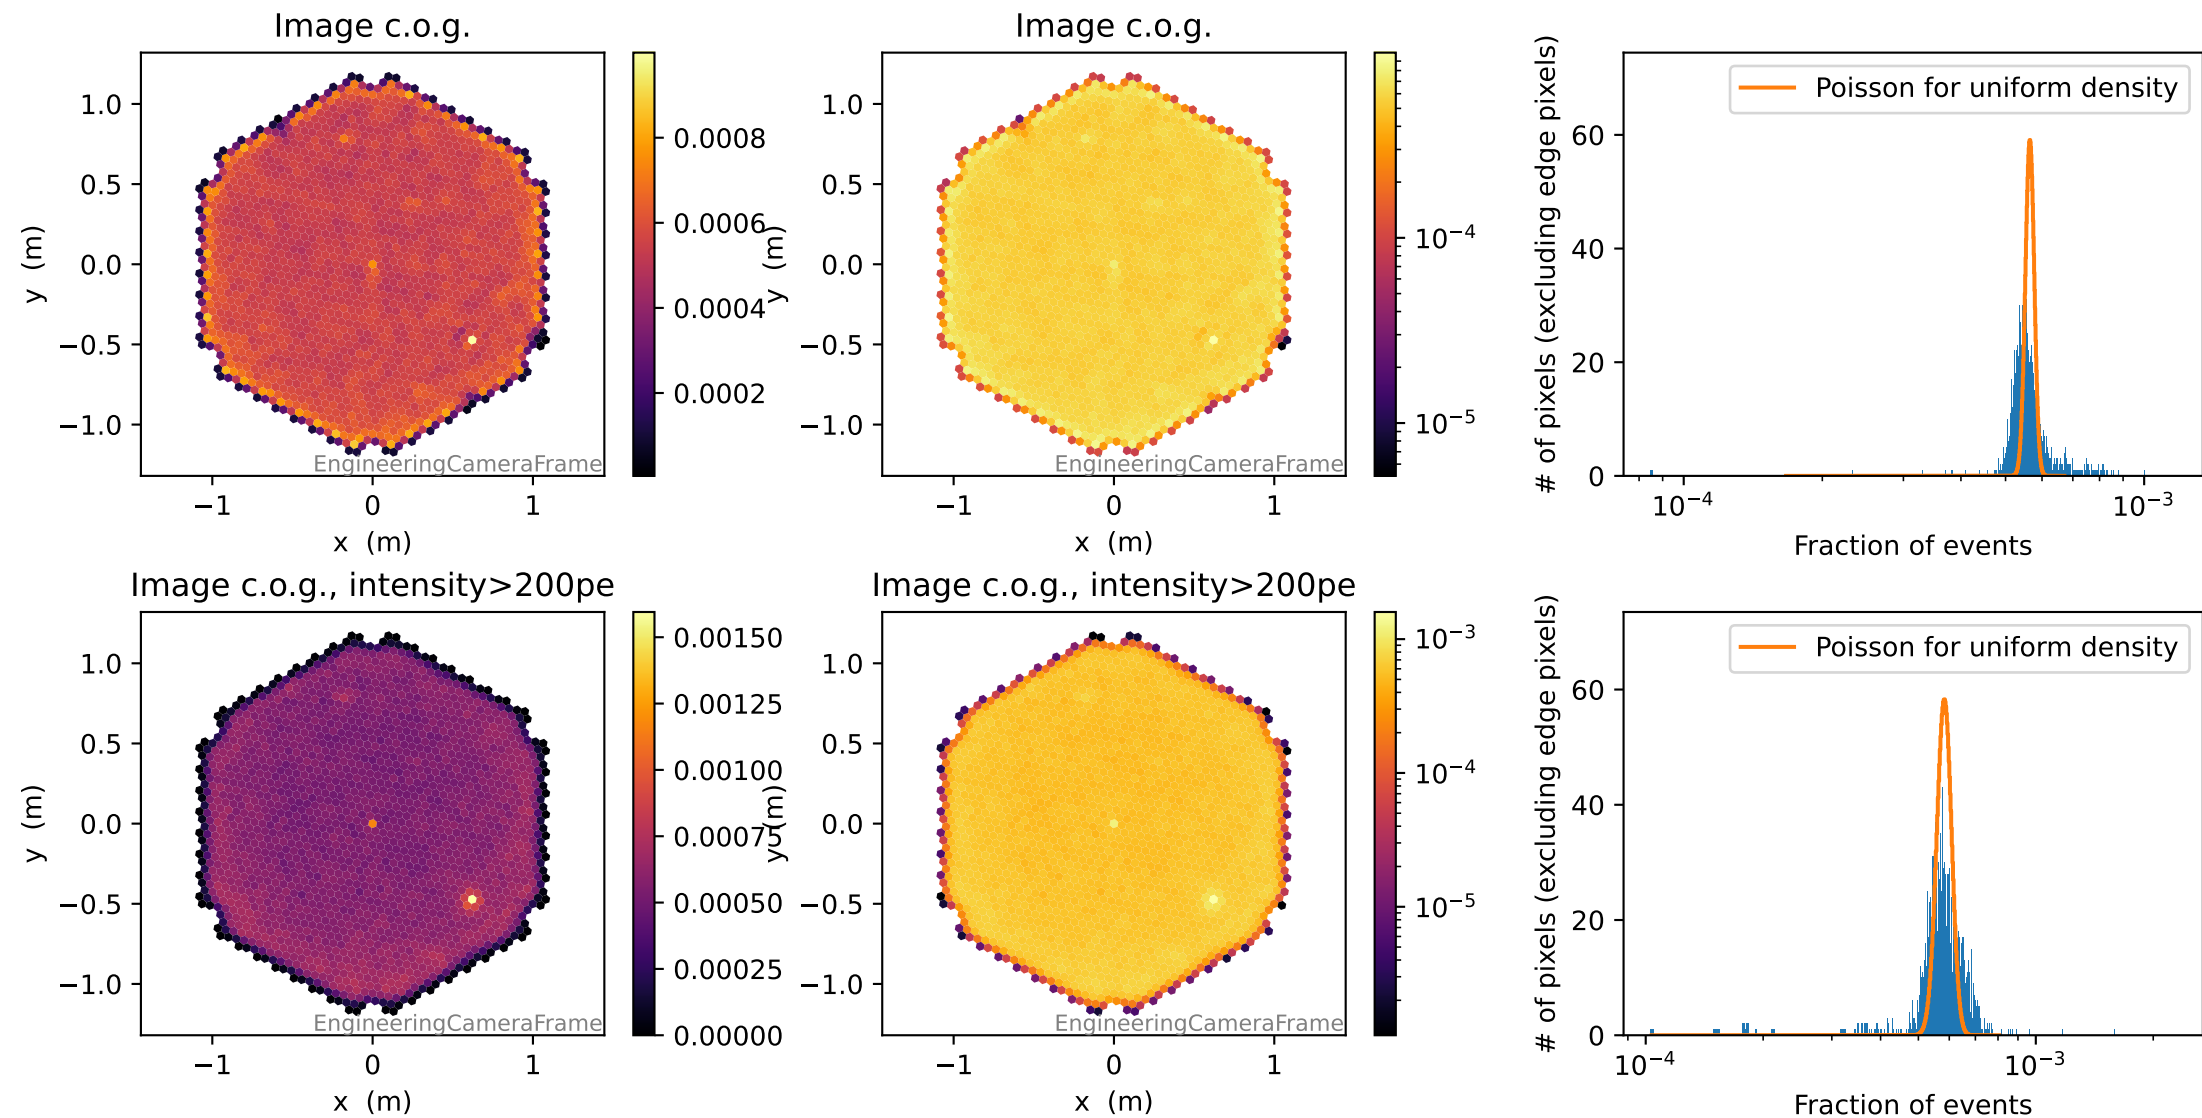 Image c.o.g.
y (m)
1.0
0.5
0.0
−0.5
−1.0
−1
0
1
x (m)
EngineeringCameraFrame
0.0008
0.0006
0.0004
0.0002
Image c.o.g.
y (m)
1.0
0.5
0.0
−0.5
−1.0
−1
0
1
x (m)
EngineeringCameraFrame
10⁻⁴
10⁻⁵
# of pixels (excluding edge pixels)
Poisson for uniform density
60
40
20
0
10⁻⁴
10⁻³
Fraction of events
Image c.o.g., intensity>200pe
y (m)
1.0
0.5
0.0
−0.5
−1.0
−1
0
1
x (m)
EngineeringCameraFrame
0.00150
0.00125
0.00100
0.00075
0.00050
0.00025
0.00000
Image c.o.g., intensity>200pe
y (m)
1.0
0.5
0.0
−0.5
−1.0
−1
0
1
x (m)
EngineeringCameraFrame
10⁻³
10⁻⁴
10⁻⁵
# of pixels (excluding edge pixels)
Poisson for uniform density
60
40
20
0
10⁻⁴
10⁻³
Fraction of events